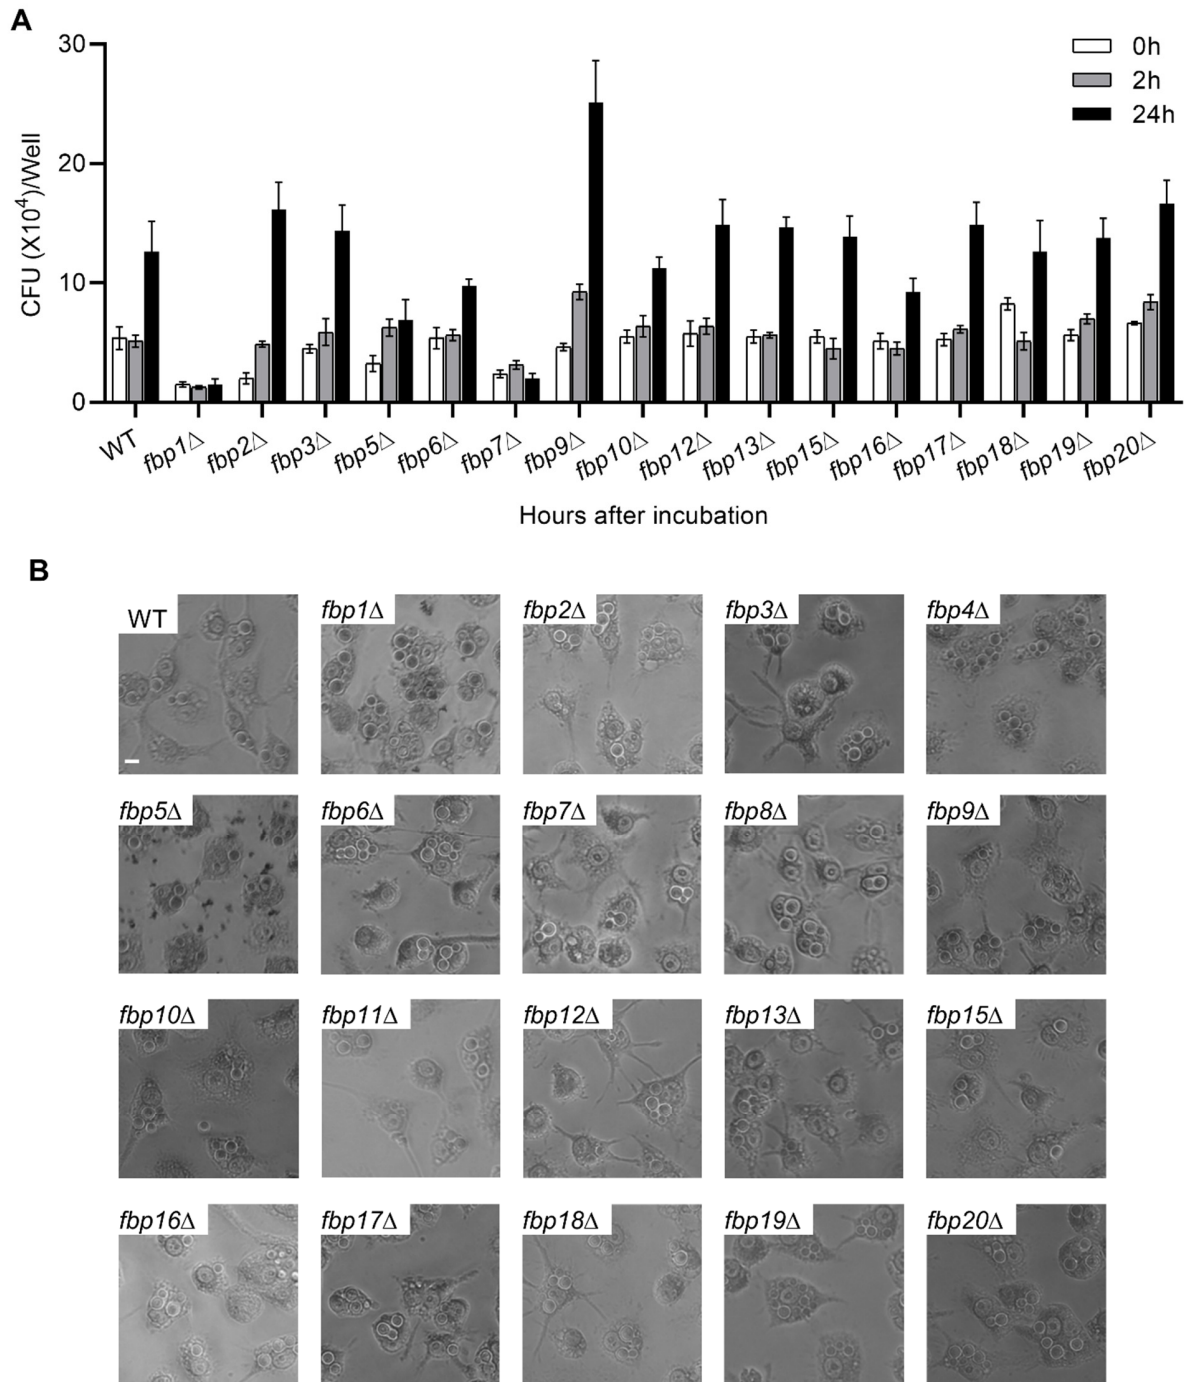 A
30
20
10
0
CFU (X10⁴)/Well
0h
2h
24h
WT
fbp1Δ
fbp2Δ
fbp3Δ
fbp5Δ
fbp6Δ
fbp7Δ
fbp9Δ
fbp10Δ
fbp12Δ
fbp13Δ
fbp15Δ
fbp16Δ
fbp17Δ
fbp18Δ
fbp19Δ
fbp20Δ
Hours after incubation
B
WT
fbp1Δ
fbp2Δ
fbp3Δ
fbp4Δ
fbp5Δ
fbp6Δ
fbp7Δ
fbp8Δ
fbp9Δ
fbp10Δ
fbp11Δ
fbp12Δ
fbp13Δ
fbp15Δ
fbp16Δ
fbp17Δ
fbp18Δ
fbp19Δ
fbp20Δ